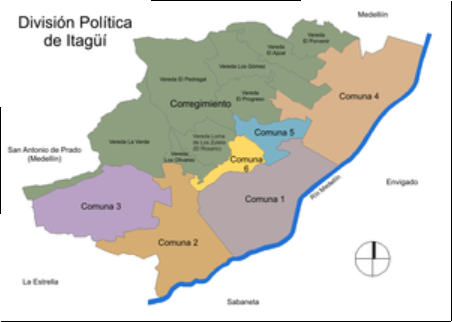 División Política
de Itagüí
Medellín
Vereda
El Porvenir
Vereda
El Ajizal
Vereda Los Gómez
Vereda El Pedregal
Vereda
El Progreso
Corregimiento
Comuna 4
Comuna 5
Vereda La Verde
Vereda Loma
de Los Zuleta
(El Rosario)
Vereda
Los Olivares
San Antonio de Prado
(Medellín)
Comuna
6
Río Medellín
Envigado
Comuna 3
Comuna 1
Comuna 2
La Estrella
Sabaneta